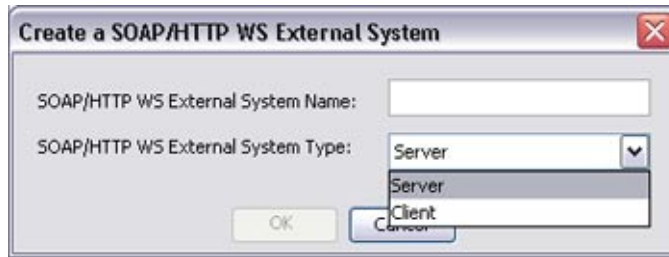 Create a SOAP/HTTP WS External System
SOAP/HTTP WS External System Name:
SOAP/HTTP WS External System Type: Server
Server
Client
OK